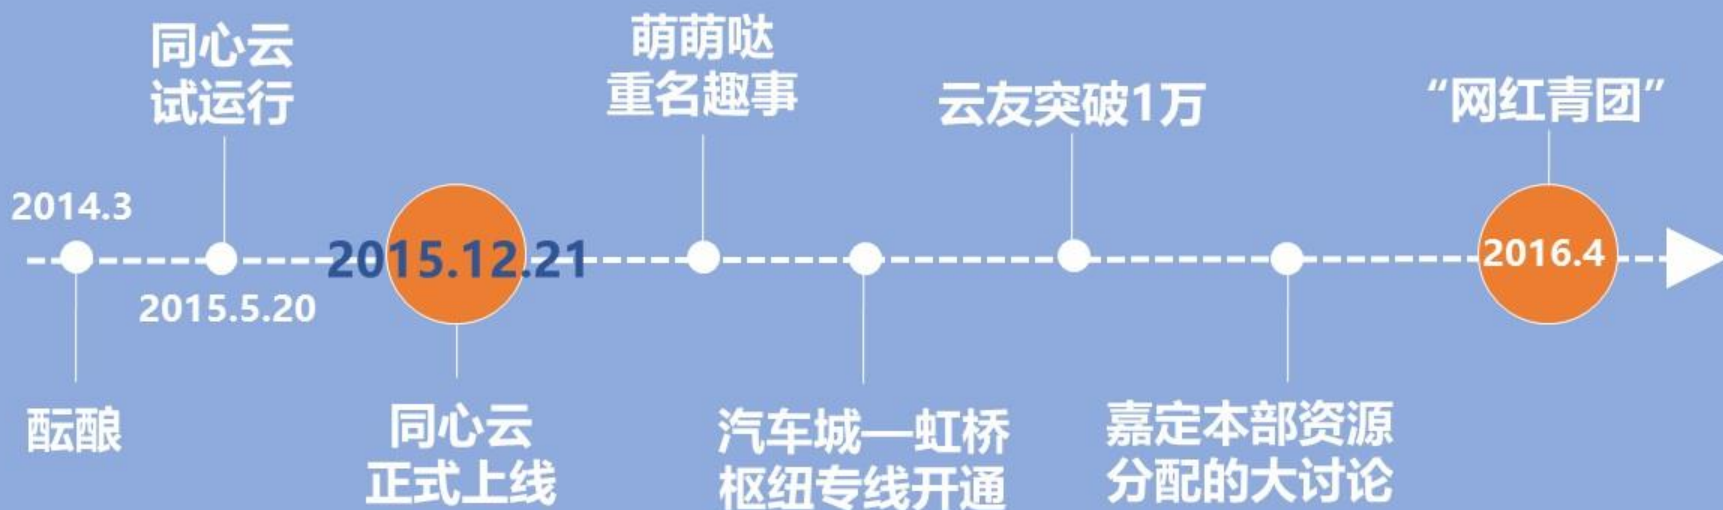 2014.3
酝酿
同心云
试运行
2015.5.20
2015.12.21
同心云
正式上线
萌萌哒
重名趣事
汽车城—虹桥
枢纽专线开通
云友突破1万
嘉定本部资源
分配的大讨论
“网红青团”
2016.4